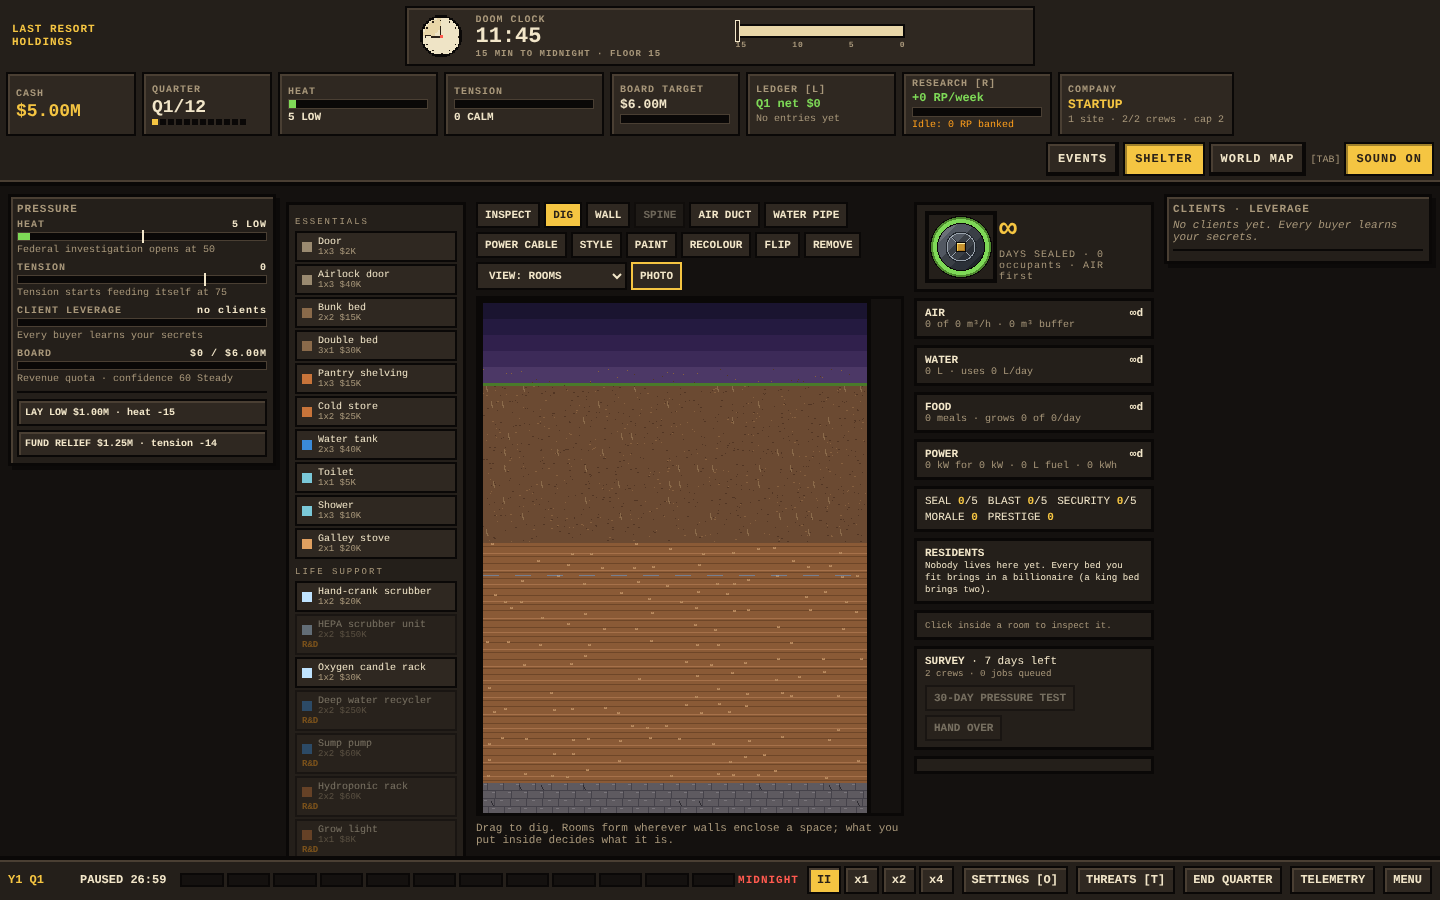 LAST RESORT
HOLDINGS
DOOM CLOCK
11:45
15 MIN TO MIDNIGHT · FLOOR 15
15 10 5 0
CASH
$5.00M
QUARTER
Q1/12
HEAT
5 LOW
TENSION
0 CALM
BOARD TARGET
$6.00M
LEDGER [L]
Q1 net $0
No entries yet
RESEARCH [R]
+0 RP/week
Idle: 0 RP banked
COMPANY
STARTUP
1 site · 2/2 crews · cap 2
EVENTS
SHELTER
WORLD MAP
[TAB]
SOUND ON
PRESSURE
HEAT 5 LOW
Federal investigation opens at 50
TENSION 0
Tension starts feeding itself at 75
CLIENT LEVERAGE no clients
Every buyer learns your secrets
BOARD $0 / $6.00M
Revenue quota · confidence 60 Steady
LAY LOW $1.00M · heat -15
FUND RELIEF $1.25M · tension -14
ESSENTIALS
Door
1x3 $2K
Airlock door
1x3 $40K
Bunk bed
2x2 $15K
Double bed
3x1 $30K
Pantry shelving
1x3 $15K
Cold store
1x2 $25K
Water tank
2x3 $40K
Toilet
1x1 $5K
Shower
1x3 $10K
Galley stove
2x1 $20K
LIFE SUPPORT
Hand-crank scrubber
1x2 $20K
HEPA scrubber unit
2x2 $150K
R&D
Oxygen candle rack
1x2 $30K
Deep water recycler
2x2 $250K
R&D
Sump pump
2x2 $60K
R&D
Hydroponic rack
2x2 $60K
R&D
Grow light
1x1 $8K
R&D
INSPECT
DIG
WALL
SPINE
AIR DUCT
WATER PIPE
POWER CABLE
STYLE
PAINT
RECOLOUR
FLIP
REMOVE
VIEW: ROOMS
PHOTO
Drag to dig. Rooms form wherever walls enclose a space; what you
put inside decides what it is.
∞
DAYS SEALED · 0
occupants · AIR
first
AIR ∞d
0 of 0 m³/h · 0 m³ buffer
WATER ∞d
0 L · uses 0 L/day
FOOD ∞d
0 meals · grows 0 of 0/day
POWER ∞d
0 kW for 0 kW · 0 L fuel · 0 kWh
SEAL 0/5 BLAST 0/5 SECURITY 0/5
MORALE 0 PRESTIGE 0
RESIDENTS
Nobody lives here yet. Every bed you
fit brings in a billionaire (a king bed
brings two).
Click inside a room to inspect it.
SURVEY · 7 days left
2 crews · 0 jobs queued
30-DAY PRESSURE TEST
HAND OVER
CLIENTS · LEVERAGE
No clients yet. Every buyer learns
your secrets.
Y1 Q1
PAUSED 26:59
MIDNIGHT
II
x1
x2
x4
SETTINGS [O]
THREATS [T]
END QUARTER
TELEMETRY
MENU